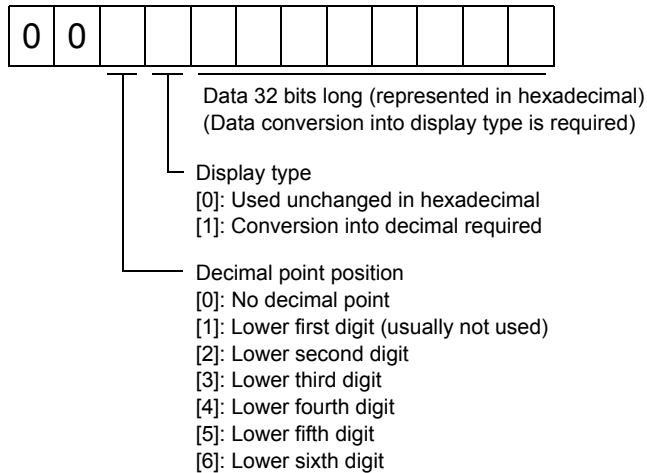 0 0
Data 32 bits long (represented in hexadecimal)
(Data conversion into display type is required)
Display type
[0]: Used unchanged in hexadecimal
[1]: Conversion into decimal required
Decimal point position
[0]: No decimal point
[1]: Lower first digit (usually not used)
[2]: Lower second digit
[3]: Lower third digit
[4]: Lower fourth digit
[5]: Lower fifth digit
[6]: Lower sixth digit